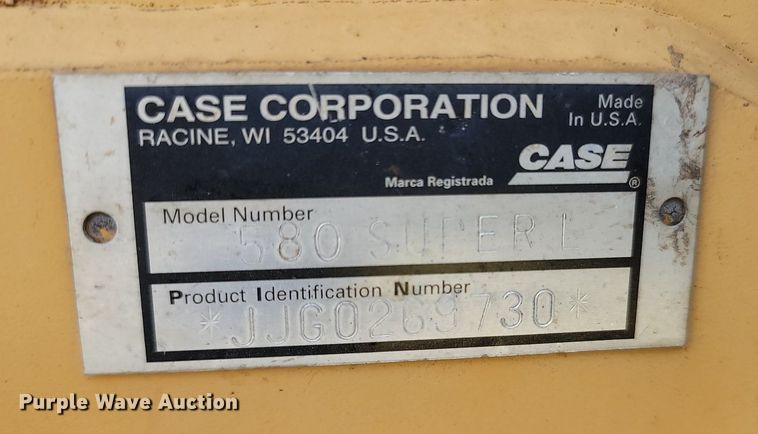 CASE CORPORATION
RACINE, WI 53404 U.S.A.
Made
In U.S.A.
CASE
®
Marca Registrada
Model Number
580 SUPER L
Product Identification Number
*JJG0269730*
Purple Wave Auction